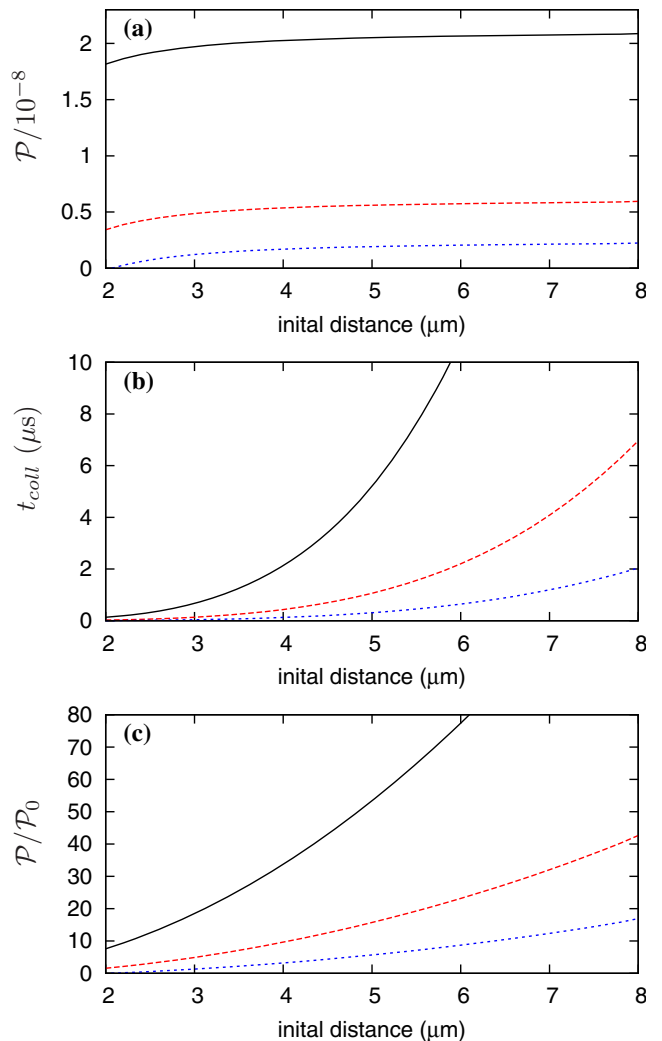 (a)
𝒫/10⁻⁸
2
1.5
1
0.5
0
2 3 4 5 6 7 8
inital distance (μm)
(b)
t_coll (μs)
10
8
6
4
2
0
2 3 4 5 6 7 8
inital distance (μm)
(c)
𝒫/𝒫₀
80
70
60
50
40
30
20
10
0
2 3 4 5 6 7 8
inital distance (μm)